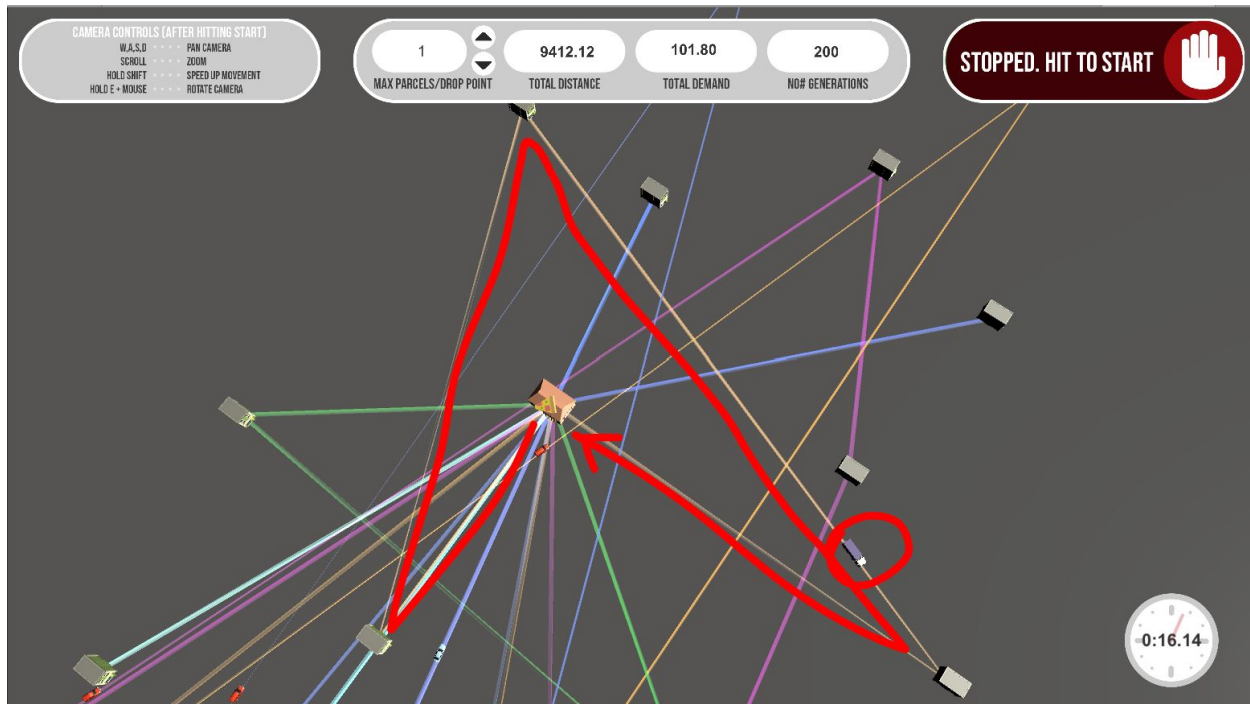 CAMERA CONTROLS (AFTER HITTING START)
W,A,S,D · · · · PAN CAMERA
SCROLL · · · · ZOOM
HOLD SHIFT · · · · SPEED UP MOVEMENT
HOLD E + MOUSE · · · · ROTATE CAMERA
1 9412.12 101.80 200
MAX PARCELS/DROP POINT TOTAL DISTANCE TOTAL DEMAND NO# GENERATIONS
STOPPED. HIT TO START
0:16.14